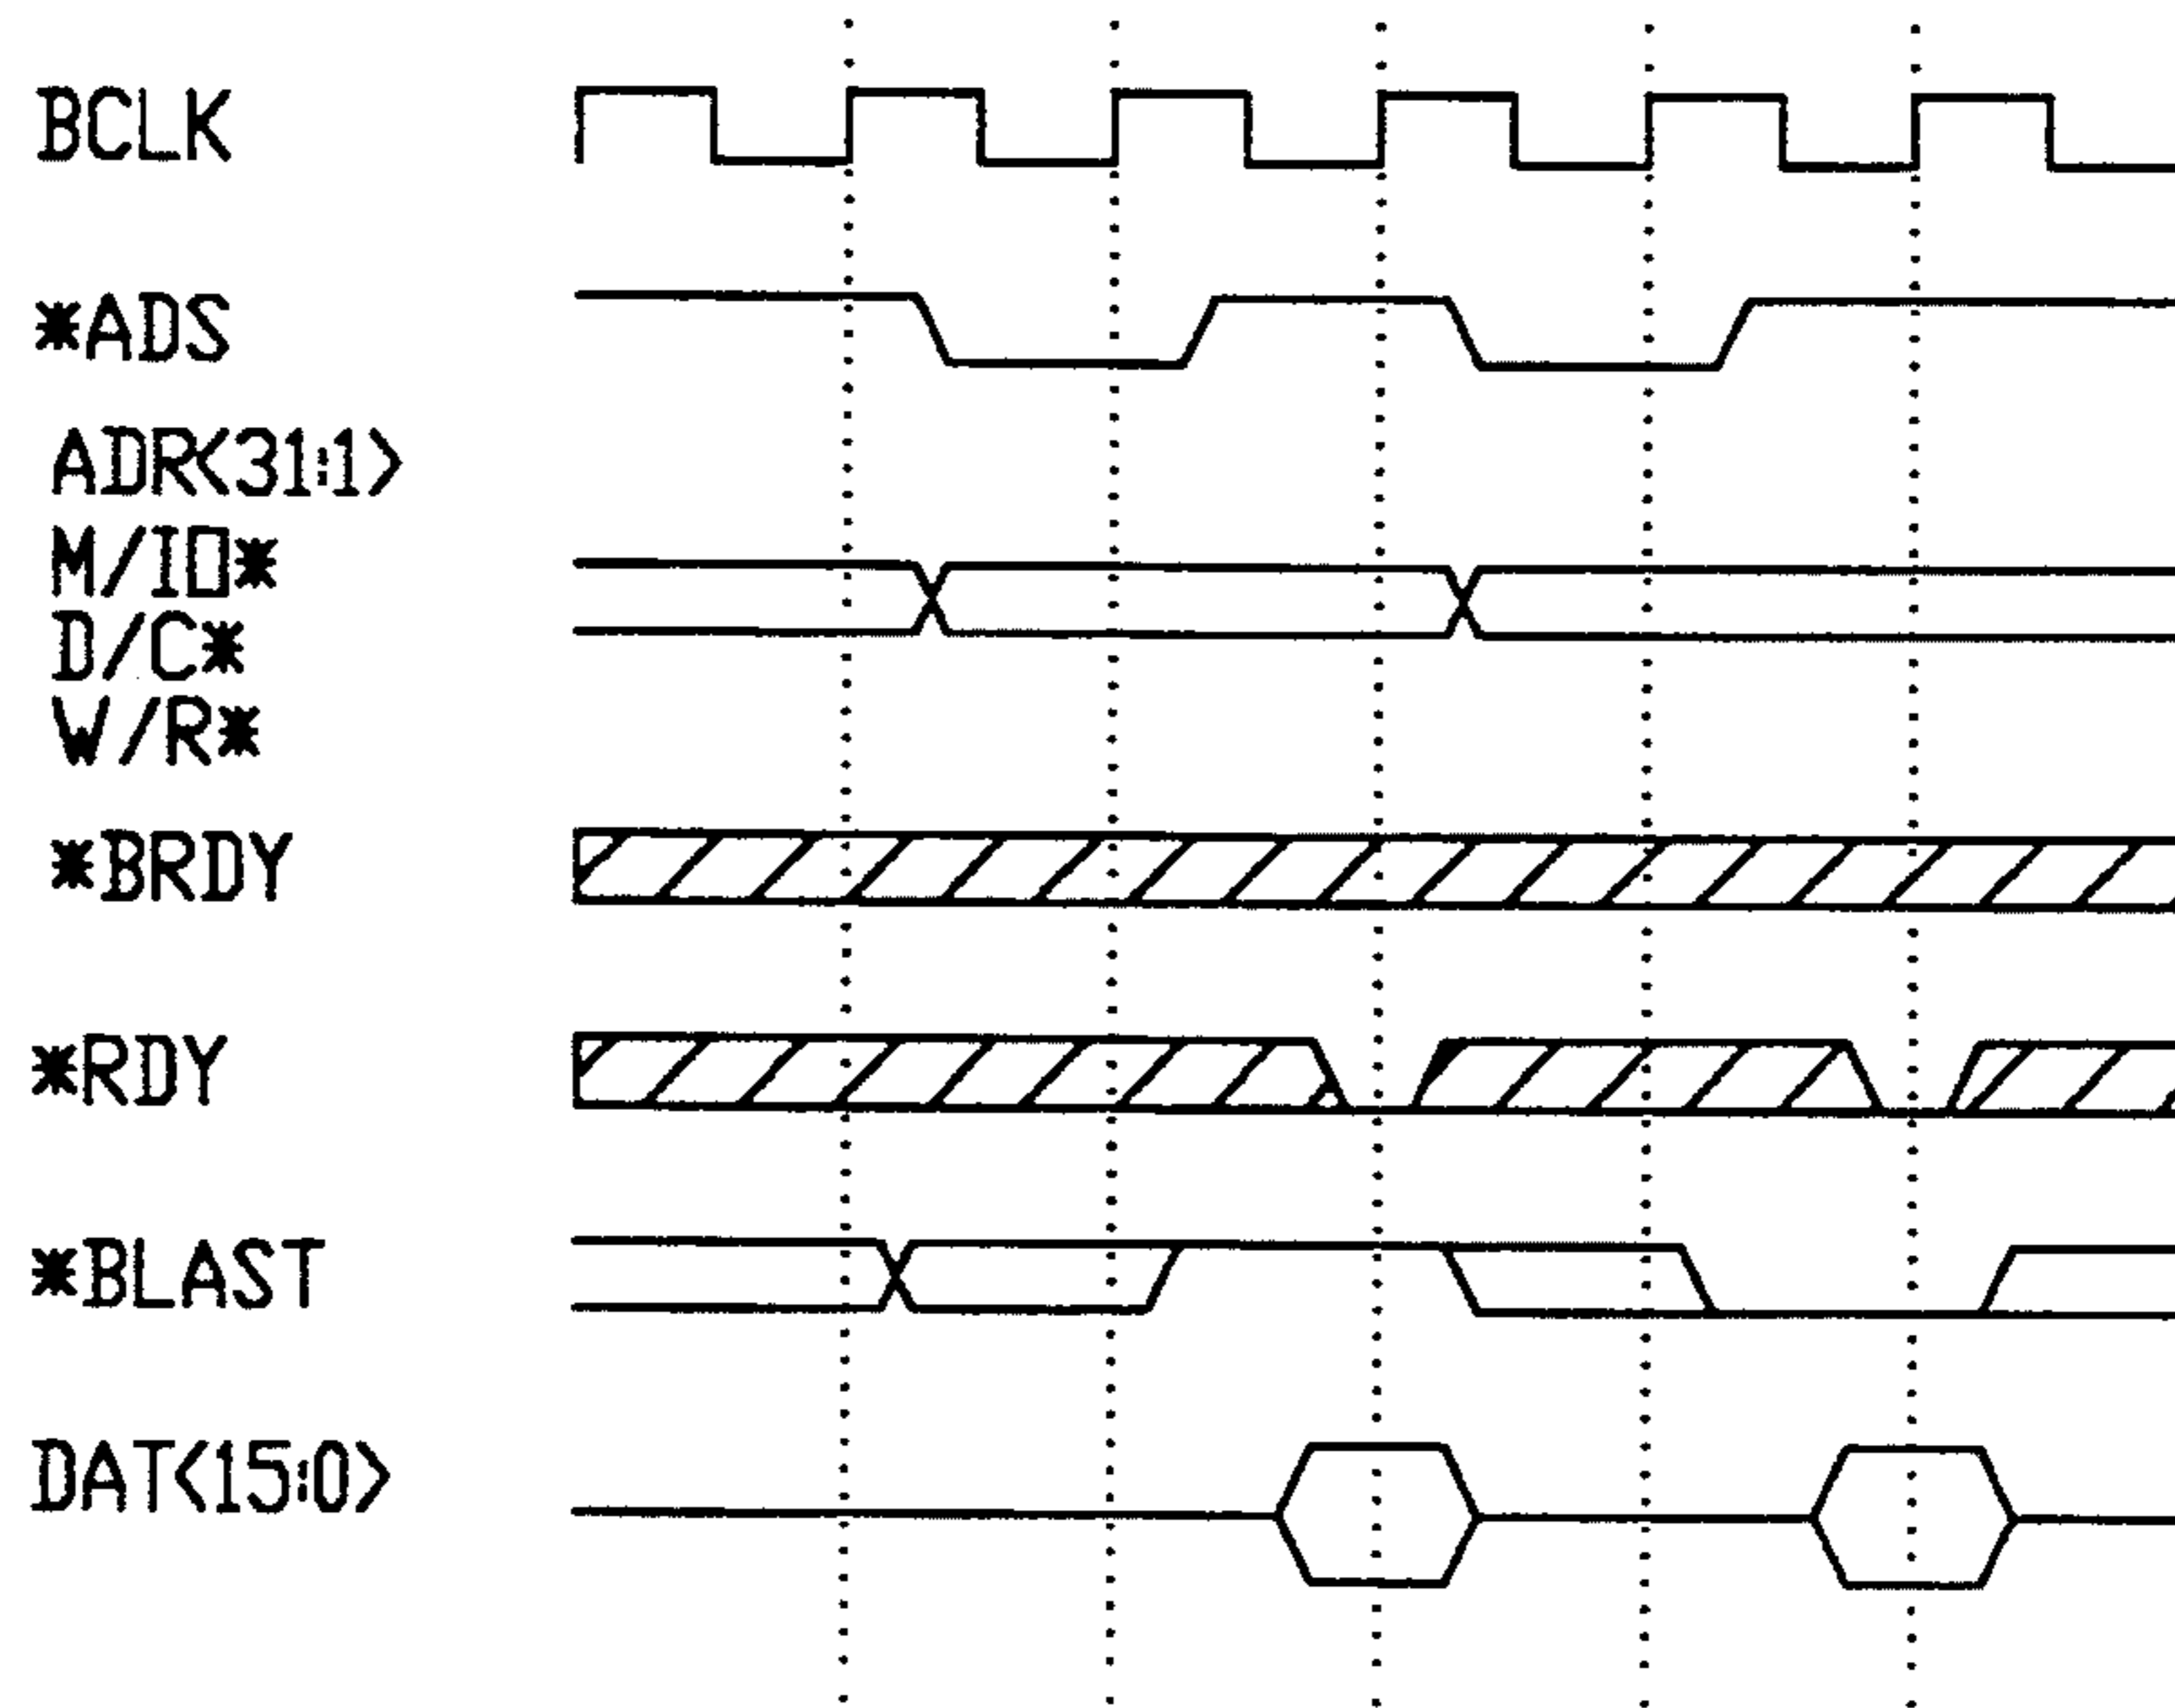 BCLK
*ADS
ADR<31:1>
M/IO*
D/C*
W/R*
*BRDY
*RDY
*BLAST
DAT<15:0>